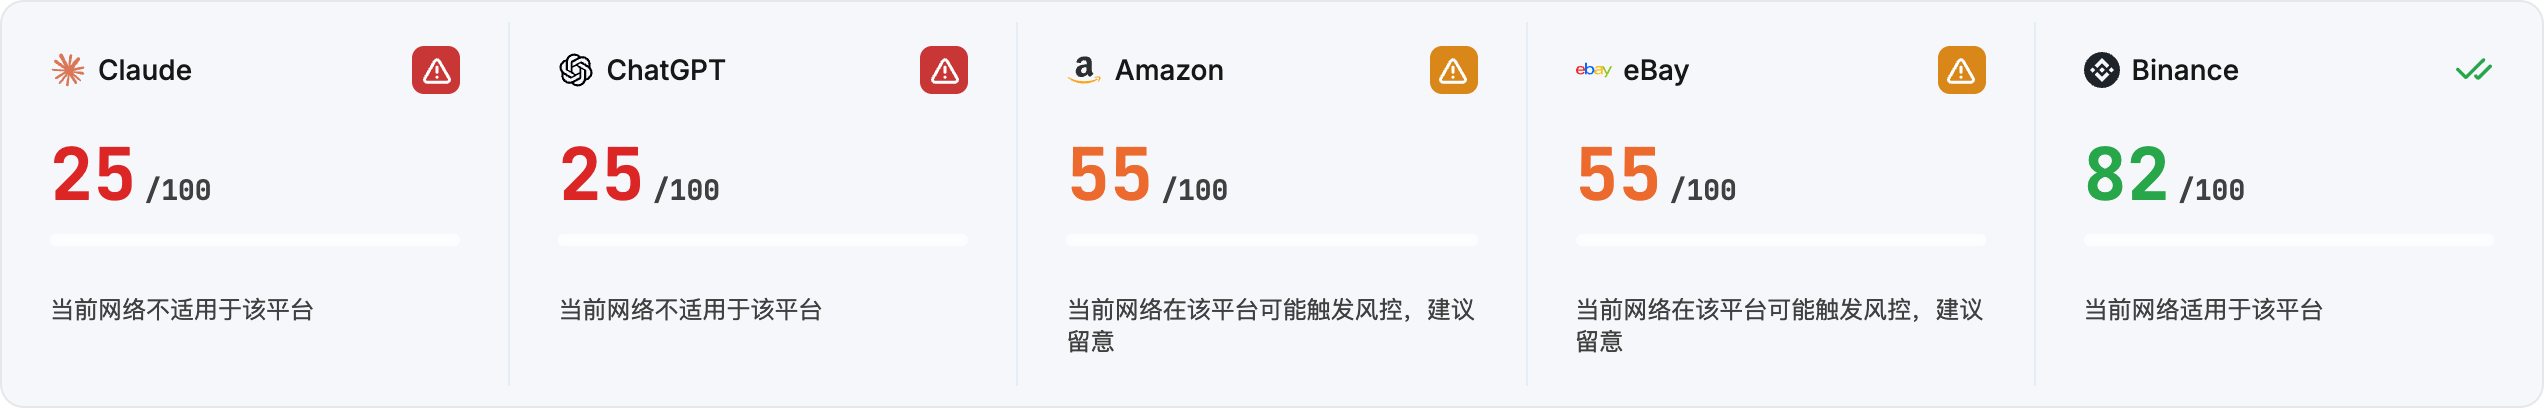 Claude
25 /100
当前网络不适用于该平台
ChatGPT
25 /100
当前网络不适用于该平台
a Amazon
55 /100
当前网络在该平台可能触发风控，建议
留意
ebay eBay
55 /100
当前网络在该平台可能触发风控，建议
留意
Binance
82 /100
当前网络适用于该平台